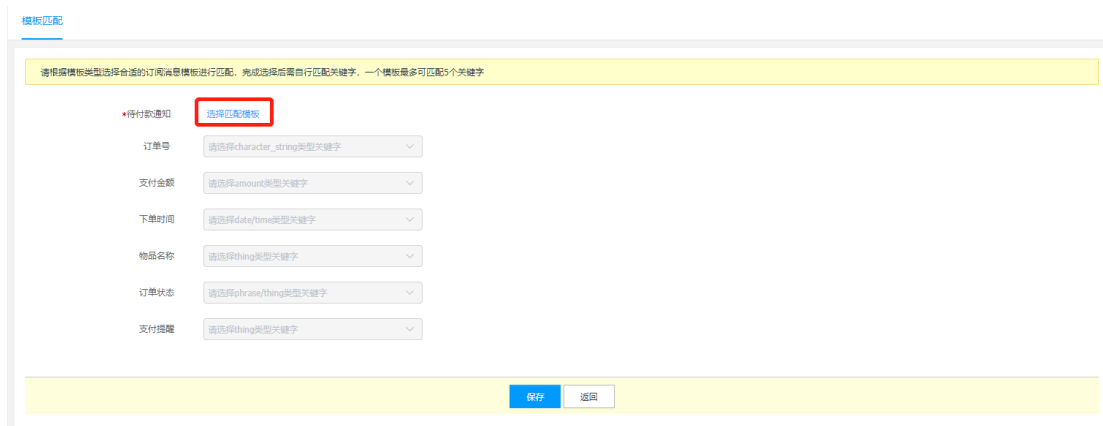 模板匹配
请根据模板类型选择合适的订阅消息模板进行匹配，完成选择后需自行匹配关键字，一个模板最多可匹配5个关键字
*待付款通知 选择匹配模板
订单号 请选择character_string类型关键字
支付金额 请选择amount类型关键字
下单时间 请选择date/time类型关键字
物品名称 请选择thing类型关键字
订单状态 请选择phrase/thing类型关键字
支付提醒 请选择thing类型关键字
保存 返回